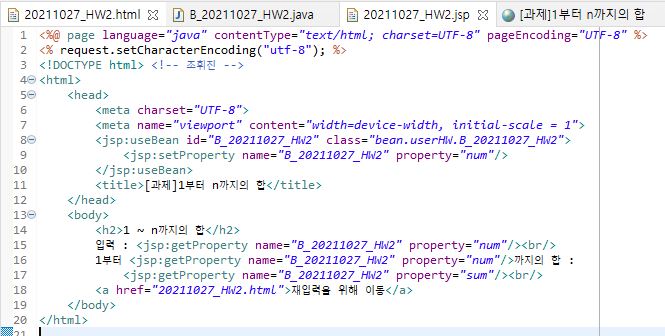 20211027_HW2.html B_20211027_HW2.java 20211027_HW2.jsp [과제]1부터 n까지의 합
1 <%@ page language="java" contentType="text/html; charset=UTF-8" pageEncoding="UTF-8" %>
2 <% request.setCharacterEncoding("utf-8"); %>
3 <!DOCTYPE html> <!-- 조휘진 -->
4 <html>
5 <head>
6 <meta charset="UTF-8">
7 <meta name="viewport" content="width=device-width, initial-scale = 1">
8 <jsp:useBean id="B_20211027_HW2" class="bean.userHW.B_20211027_HW2">
9 <jsp:setProperty name="B_20211027_HW2" property="num"/>
10 </jsp:useBean>
11 <title>[과제]1부터 n까지의 합</title>
12 </head>
13 <body>
14 <h2>1 ~ n까지의 합</h2>
15 입력 : <jsp:getProperty name="B_20211027_HW2" property="num"/><br/>
16 1부터 <jsp:getProperty name="B_20211027_HW2" property="num"/>까지의 합 :
17 <jsp:getProperty name="B_20211027_HW2" property="sum"/><br/>
18 <a href="20211027_HW2.html">재입력을 위해 이동</a>
19 </body>
20 </html>
21